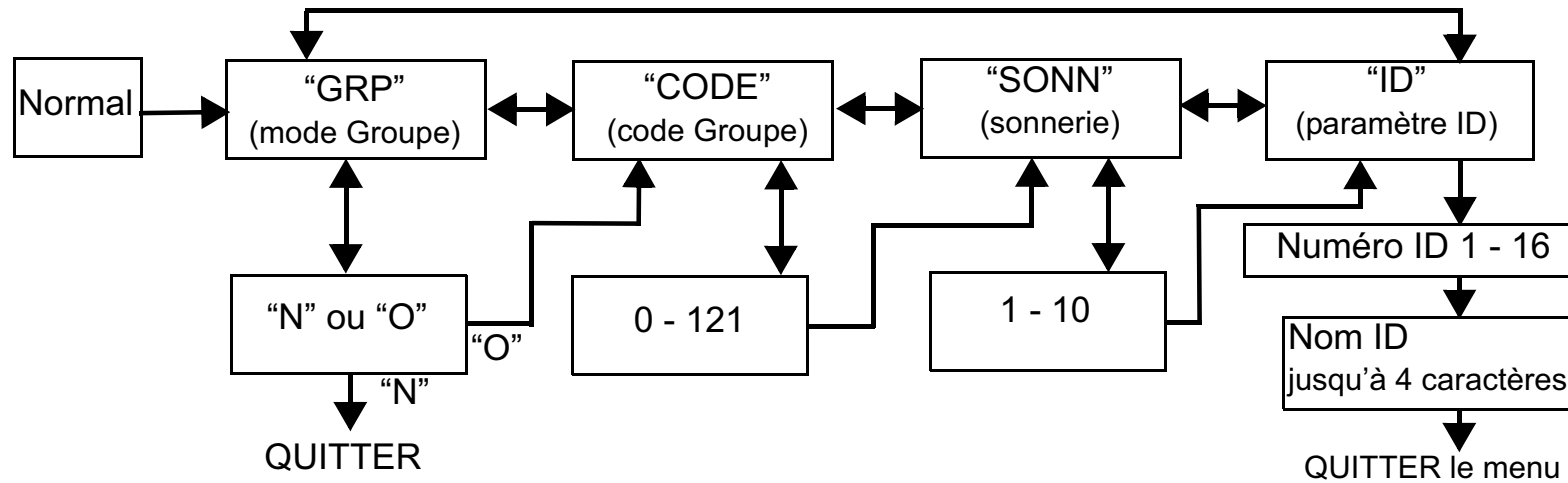 Normal
“GRP”
(mode Groupe)
“CODE”
(code Groupe)
“SONN”
(sonnerie)
“ID”
(paramètre ID)
“N” ou “O”
“O”
“N”
QUITTER
0 - 121
1 - 10
Numéro ID 1 - 16
Nom ID
jusqu’à 4 caractères
QUITTER le menu